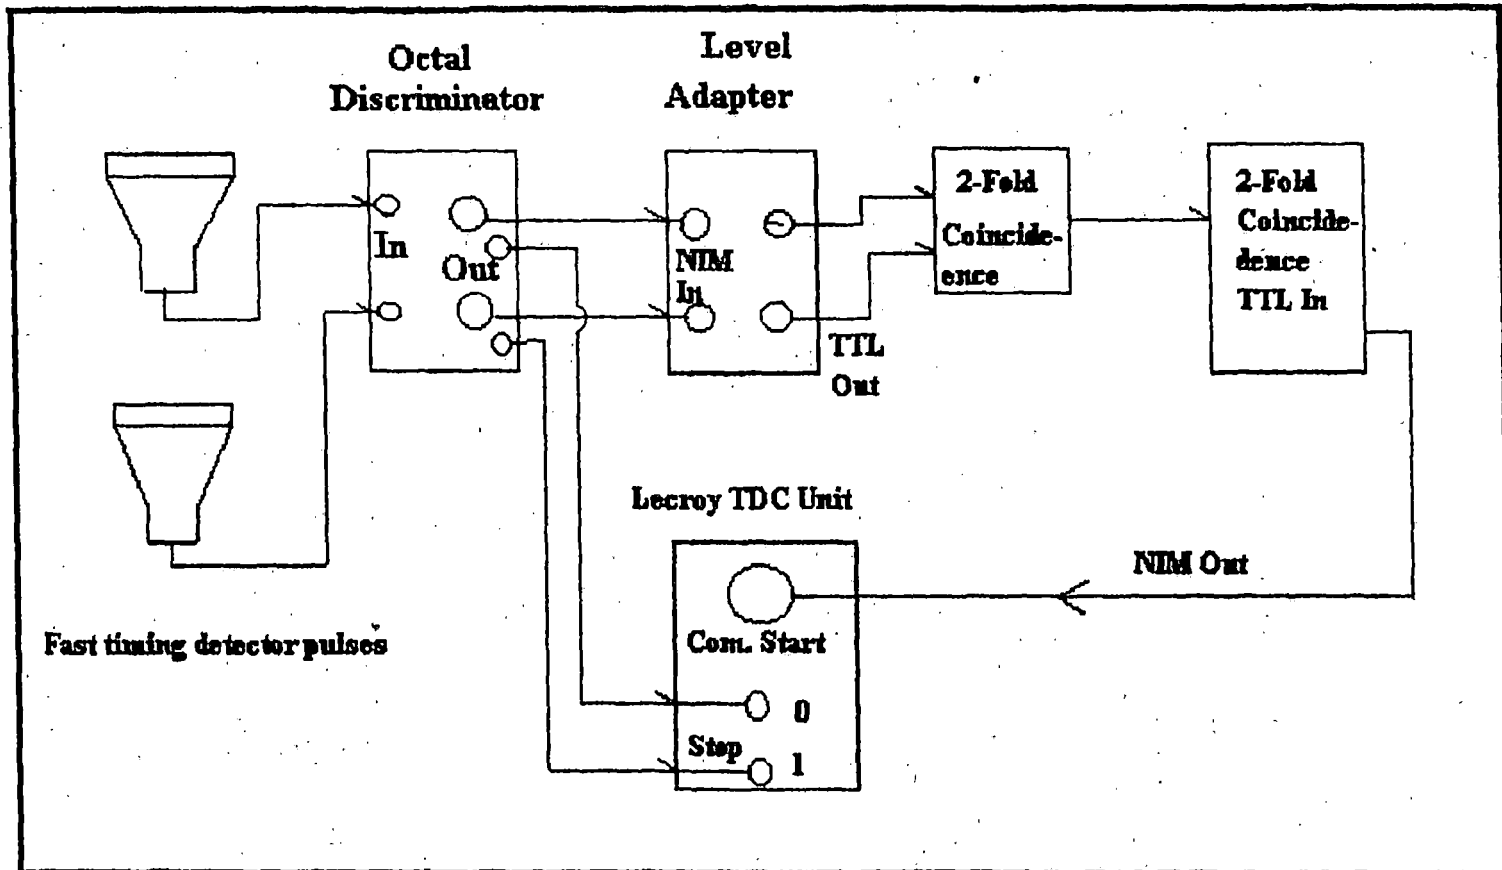 Octal
Discriminator
Level
Adapter
In
Out
NIM
In
TTL
Out
2-Fold
Coincide-
ence
2-Fold
Coincide-
dence
TTL In
Lecroy TDC Unit
NIM Out
Com. Start
0
Stop
1
Fast timing detector pulses